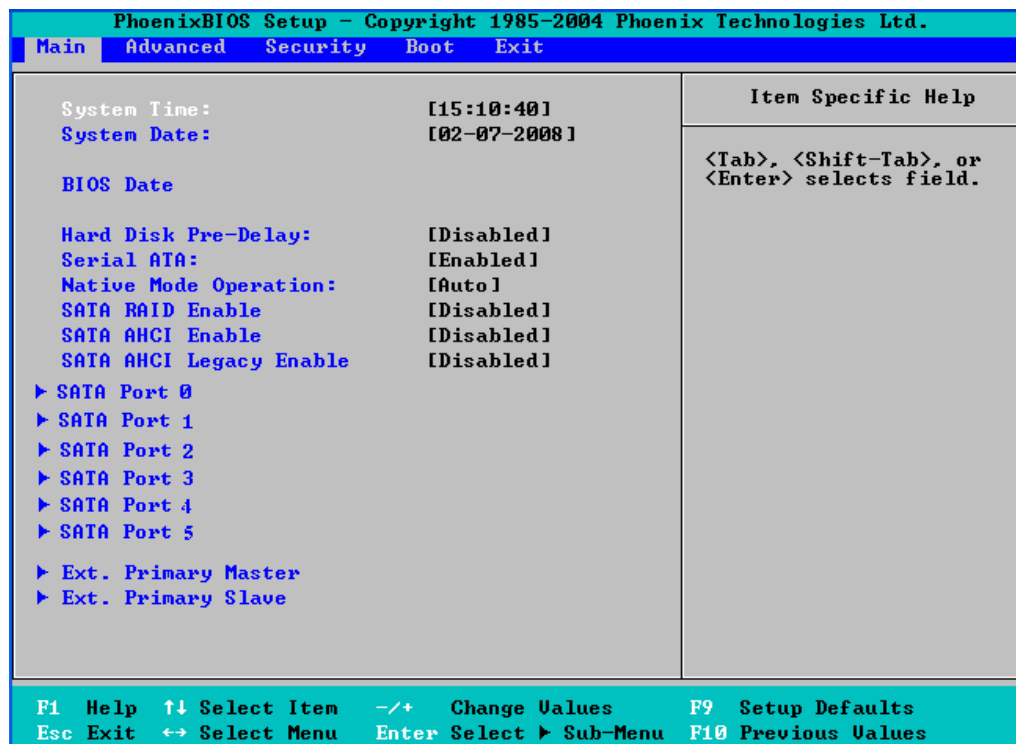 PhoenixBIOS Setup - Copyright 1985-2004 Phoenix Technologies Ltd.
Main Advanced Security Boot Exit
System Time: [15:10:40]
System Date: [02-07-2008]
BIOS Date
Hard Disk Pre-Delay: [Disabled]
Serial ATA: [Enabled]
Native Mode Operation: [Auto]
SATA RAID Enable [Disabled]
SATA AHCI Enable [Disabled]
SATA AHCI Legacy Enable [Disabled]
SATA Port 0
SATA Port 1
SATA Port 2
SATA Port 3
SATA Port 4
SATA Port 5
Ext. Primary Master
Ext. Primary Slave
Item Specific Help
<Tab>, <Shift-Tab>, or
<Enter> selects field.
F1 Help ↑↓ Select Item -/+ Change Values F9 Setup Defaults
Esc Exit ↔ Select Menu Enter Select ▶ Sub-Menu F10 Previous Values